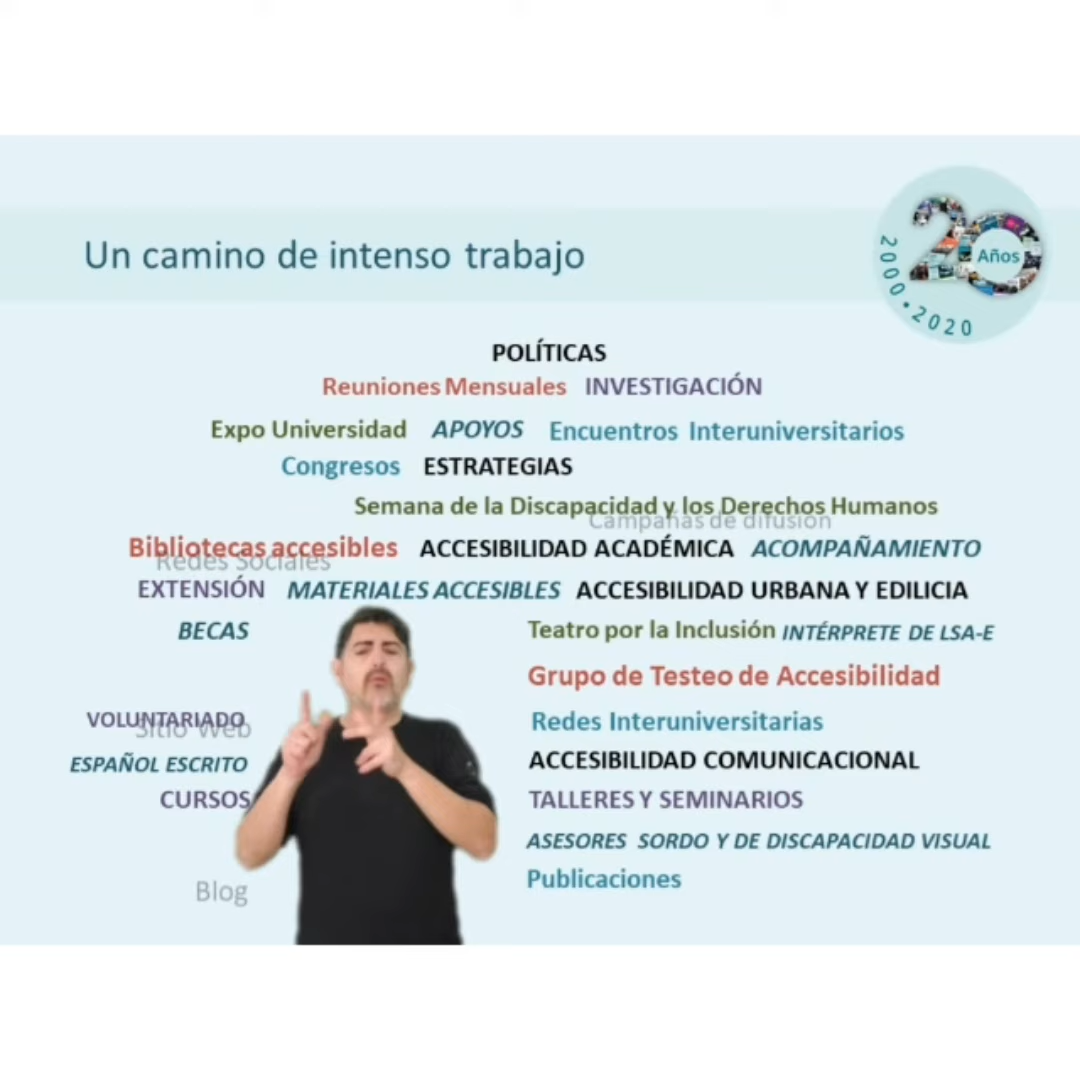 Un camino de intenso trabajo
20 Años
2000 • 2020
POLÍTICAS
Reuniones Mensuales INVESTIGACIÓN
Expo Universidad APOYOS Encuentros Interuniversitarios
Congresos ESTRATEGIAS
Semana de la Discapacidad y los Derechos Humanos
Campañas de difusión
Bibliotecas accesibles ACCESIBILIDAD ACADÉMICA ACOMPAÑAMIENTO
Redes Sociales
EXTENSIÓN MATERIALES ACCESIBLES ACCESIBILIDAD URBANA Y EDILICIA
BECAS Teatro por la Inclusión INTÉRPRETE DE LSA-E
Grupo de Testeo de Accesibilidad
VOLUNTARIADO Redes Interuniversitarias
Sitio Web
ESPAÑOL ESCRITO ACCESIBILIDAD COMUNICACIONAL
CURSOS TALLERES Y SEMINARIOS
ASESORES SORDO Y DE DISCAPACIDAD VISUAL
Blog Publicaciones